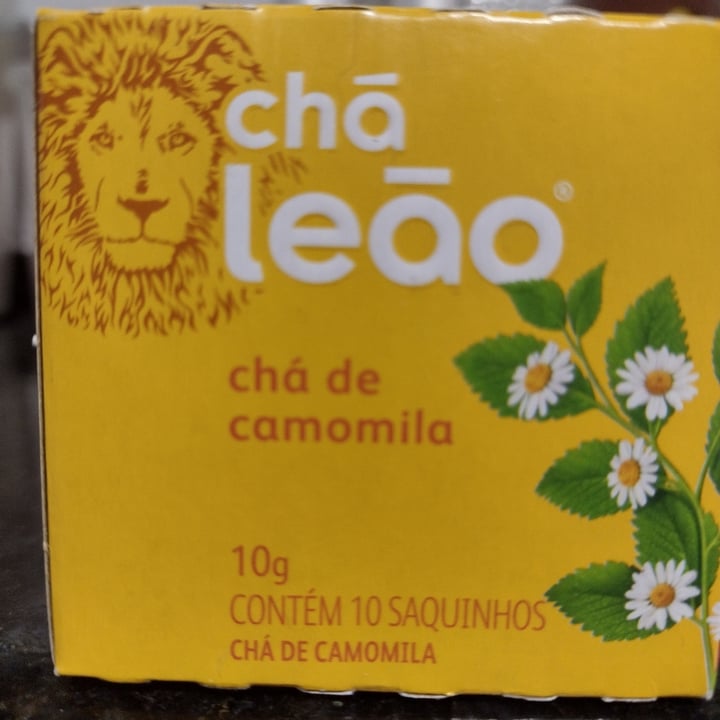 chá
leão®
chá de
camomila
10g
CONTÉM 10 SAQUINHOS
CHÁ DE CAMOMILA